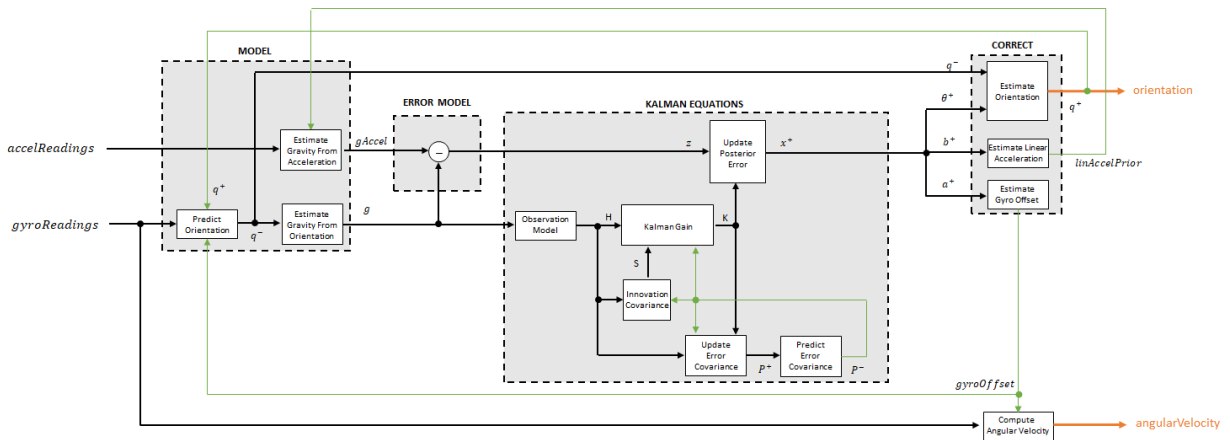 MODEL
CORRECT
ERROR MODEL
KALMAN EQUATIONS
q⁻
Estimate
Orientation
orientation
θ⁺
q⁺
accelReadings
Estimate
Gravity From
Acceleration
gAccel
−
z
Update
Posterior
Error
x⁺
b⁺
Estimate Linear
Acceleration
linAccelPrior
q⁺
a⁺
Estimate
Gyro Offset
gyroReadings
Predict
Orientation
q⁻
Estimate
Gravity From
Orientation
g
Observation
Model
H
Kalman Gain
K
S
Innovation
Covariance
Update
Error
Covariance
P⁺
Predict
Error
Covariance
P⁻
gyroOffset
Compute
Angular Velocity
angularVelocity